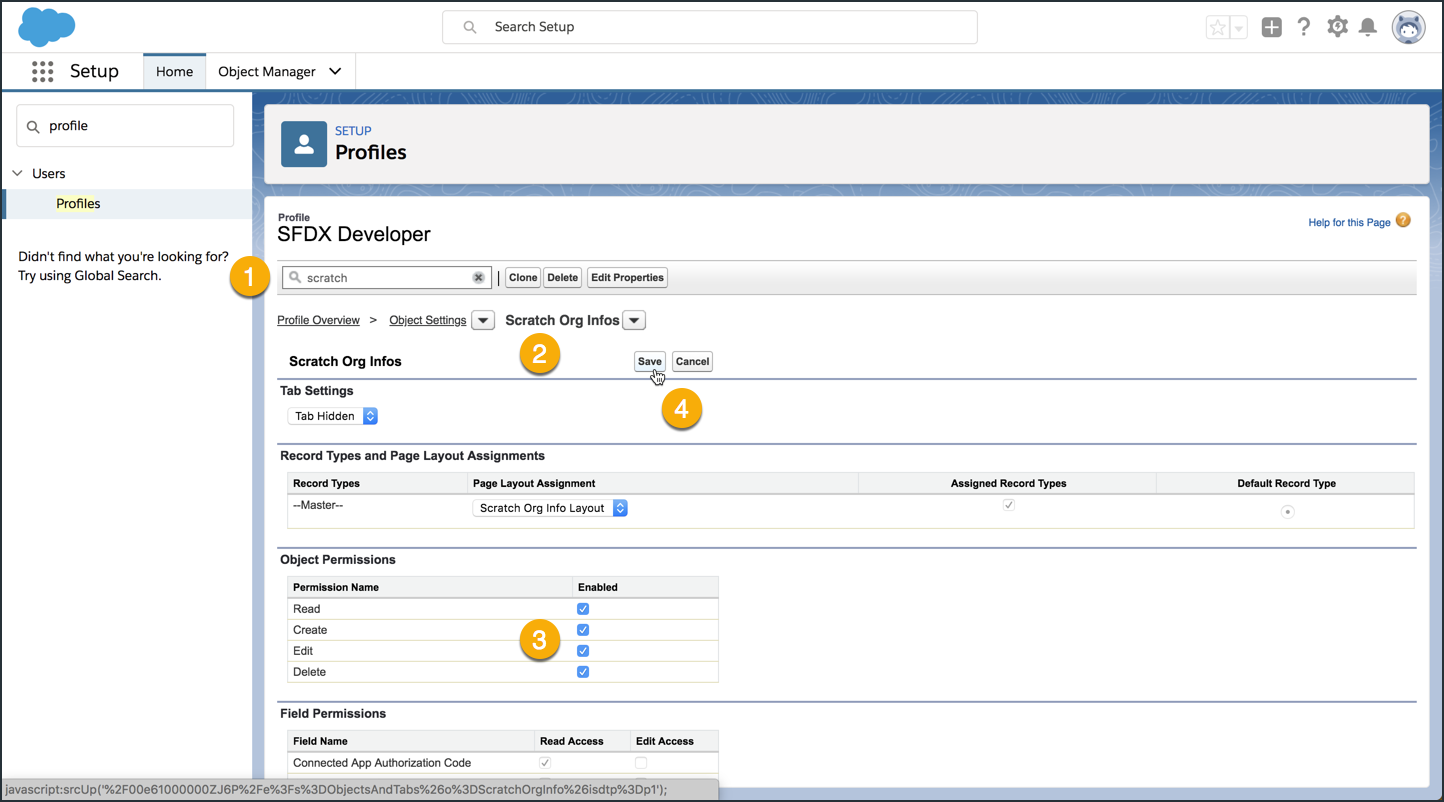 Search Setup
Setup
Home
Object Manager
profile
Users
Profiles
Didn't find what you're looking for?
Try using Global Search.
SETUP
Profiles
Profile
SFDX Developer
Help for this Page ?
1
scratch
Clone Delete Edit Properties
Profile Overview > Object Settings Scratch Org Infos
2
Scratch Org Infos Save Cancel
4
Tab Settings
Tab Hidden
Record Types and Page Layout Assignments
Record Types Page Layout Assignment Assigned Record Types Default Record Type
--Master-- Scratch Org Info Layout
Object Permissions
Permission Name Enabled
Read
Create
3
Edit
Delete
Field Permissions
Field Name Read Access Edit Access
Connected App Authorization Code
javascript:srcUp('%2F00e61000000ZJ6P%2Fe%3Fs%3DObjectsAndTabs%26o%3DScratchOrgInfo%26isdtp%3Dp1');